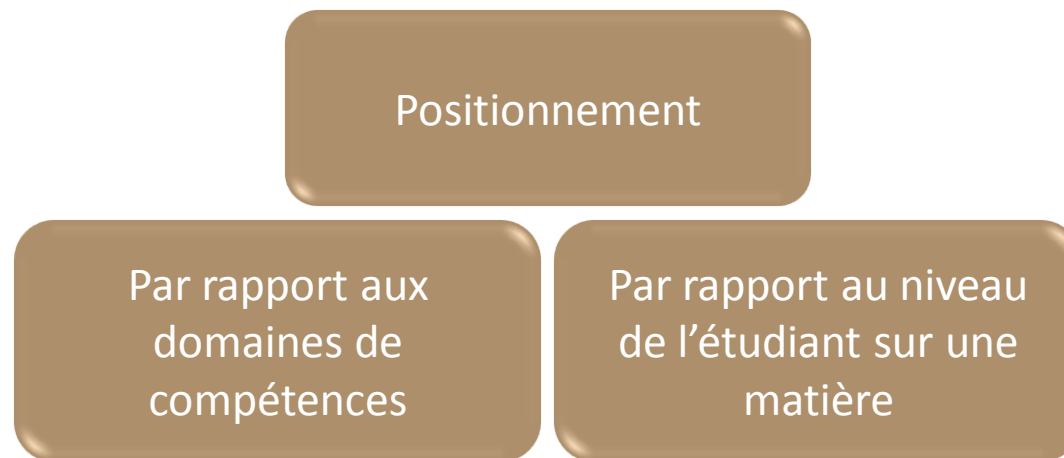 Positionnement
Par rapport aux
domaines de
compétences
Par rapport au niveau
de l’étudiant sur une
matière